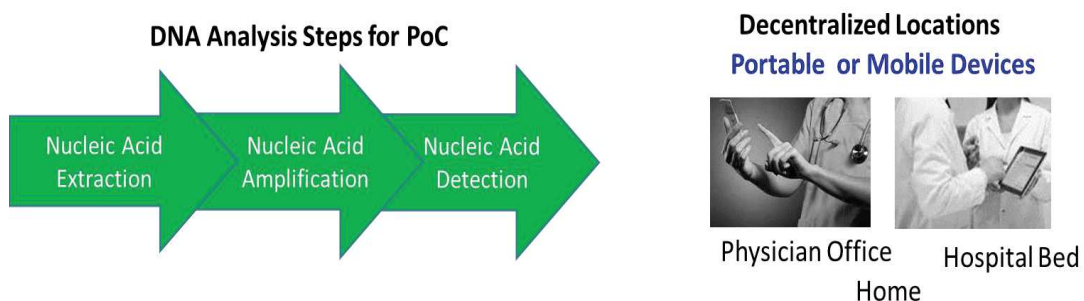 DNA Analysis Steps for PoC
Nucleic Acid
Extraction
Nucleic Acid
Amplification
Nucleic Acid
Detection
Decentralized Locations
Portable or Mobile Devices
Physician Office
Hospital Bed
Home